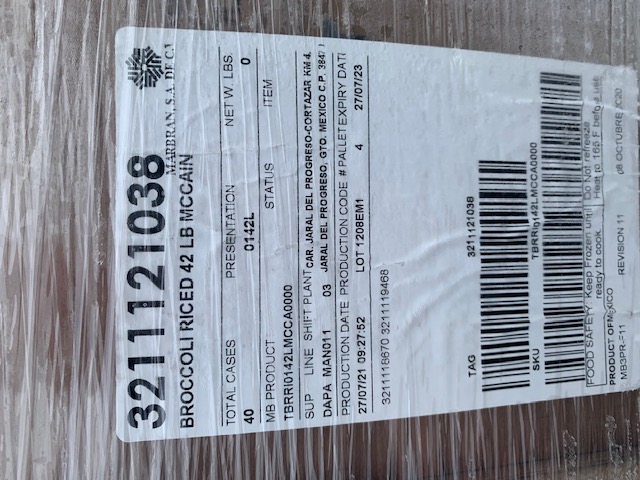 3211121038
MARBRAN, S.A. DE C.V
BROCCOLI RICED 42 LB MCCAIN
TOTAL CASES PRESENTATION NET W. LBS
40 0142L 0
MB PRODUCT STATUS ITEM
TBRRI0142LMCCA0000
SUP LINE SHIFT PLANT CAR. JARAL DEL PROGRESO-CORTAZAR KM 4.
DAPA MAN011 03 JARAL DEL PROGRESO, GTO. MEXICO C.P. 3847
PRODUCTION DATE PRODUCTION CODE # PALLET EXPIRY DATE
27/07/21 09:27:52 LOT 1208EM1 4 27/07/23
3211118670 3211119468
TAG 3211121038
SKU TBRRI0142LMCCA0000
FOOD SAFETY: Keep Frozen until ready to cook. Do Not refreeze Heat to 165 F before use
PRODUCT OF MEXICO
MB3PR-=11 REVISION 11 08 OCTUBRE 2020